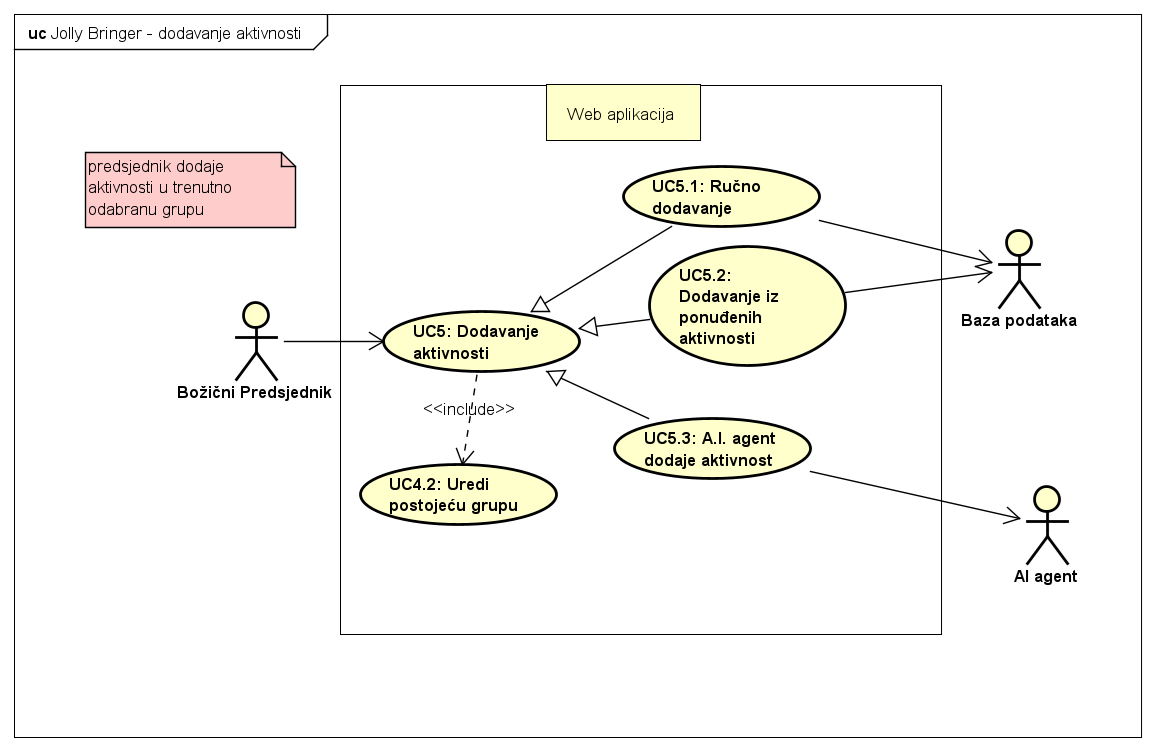 uc Jolly Bringer - dodavanje aktivnosti
Web aplikacija
predsjednik dodaje
aktivnosti u trenutno
odabranu grupu
UC5.1: Ručno
dodavanje
UC5.2:
Dodavanje iz
ponuđenih
aktivnosti
Baza podataka
UC5: Dodavanje
aktivnosti
Božični Predsjednik
<<include>>
UC5.3: A.I. agent
dodaje aktivnost
UC4.2: Uredi
postojeću grupu
AI agent